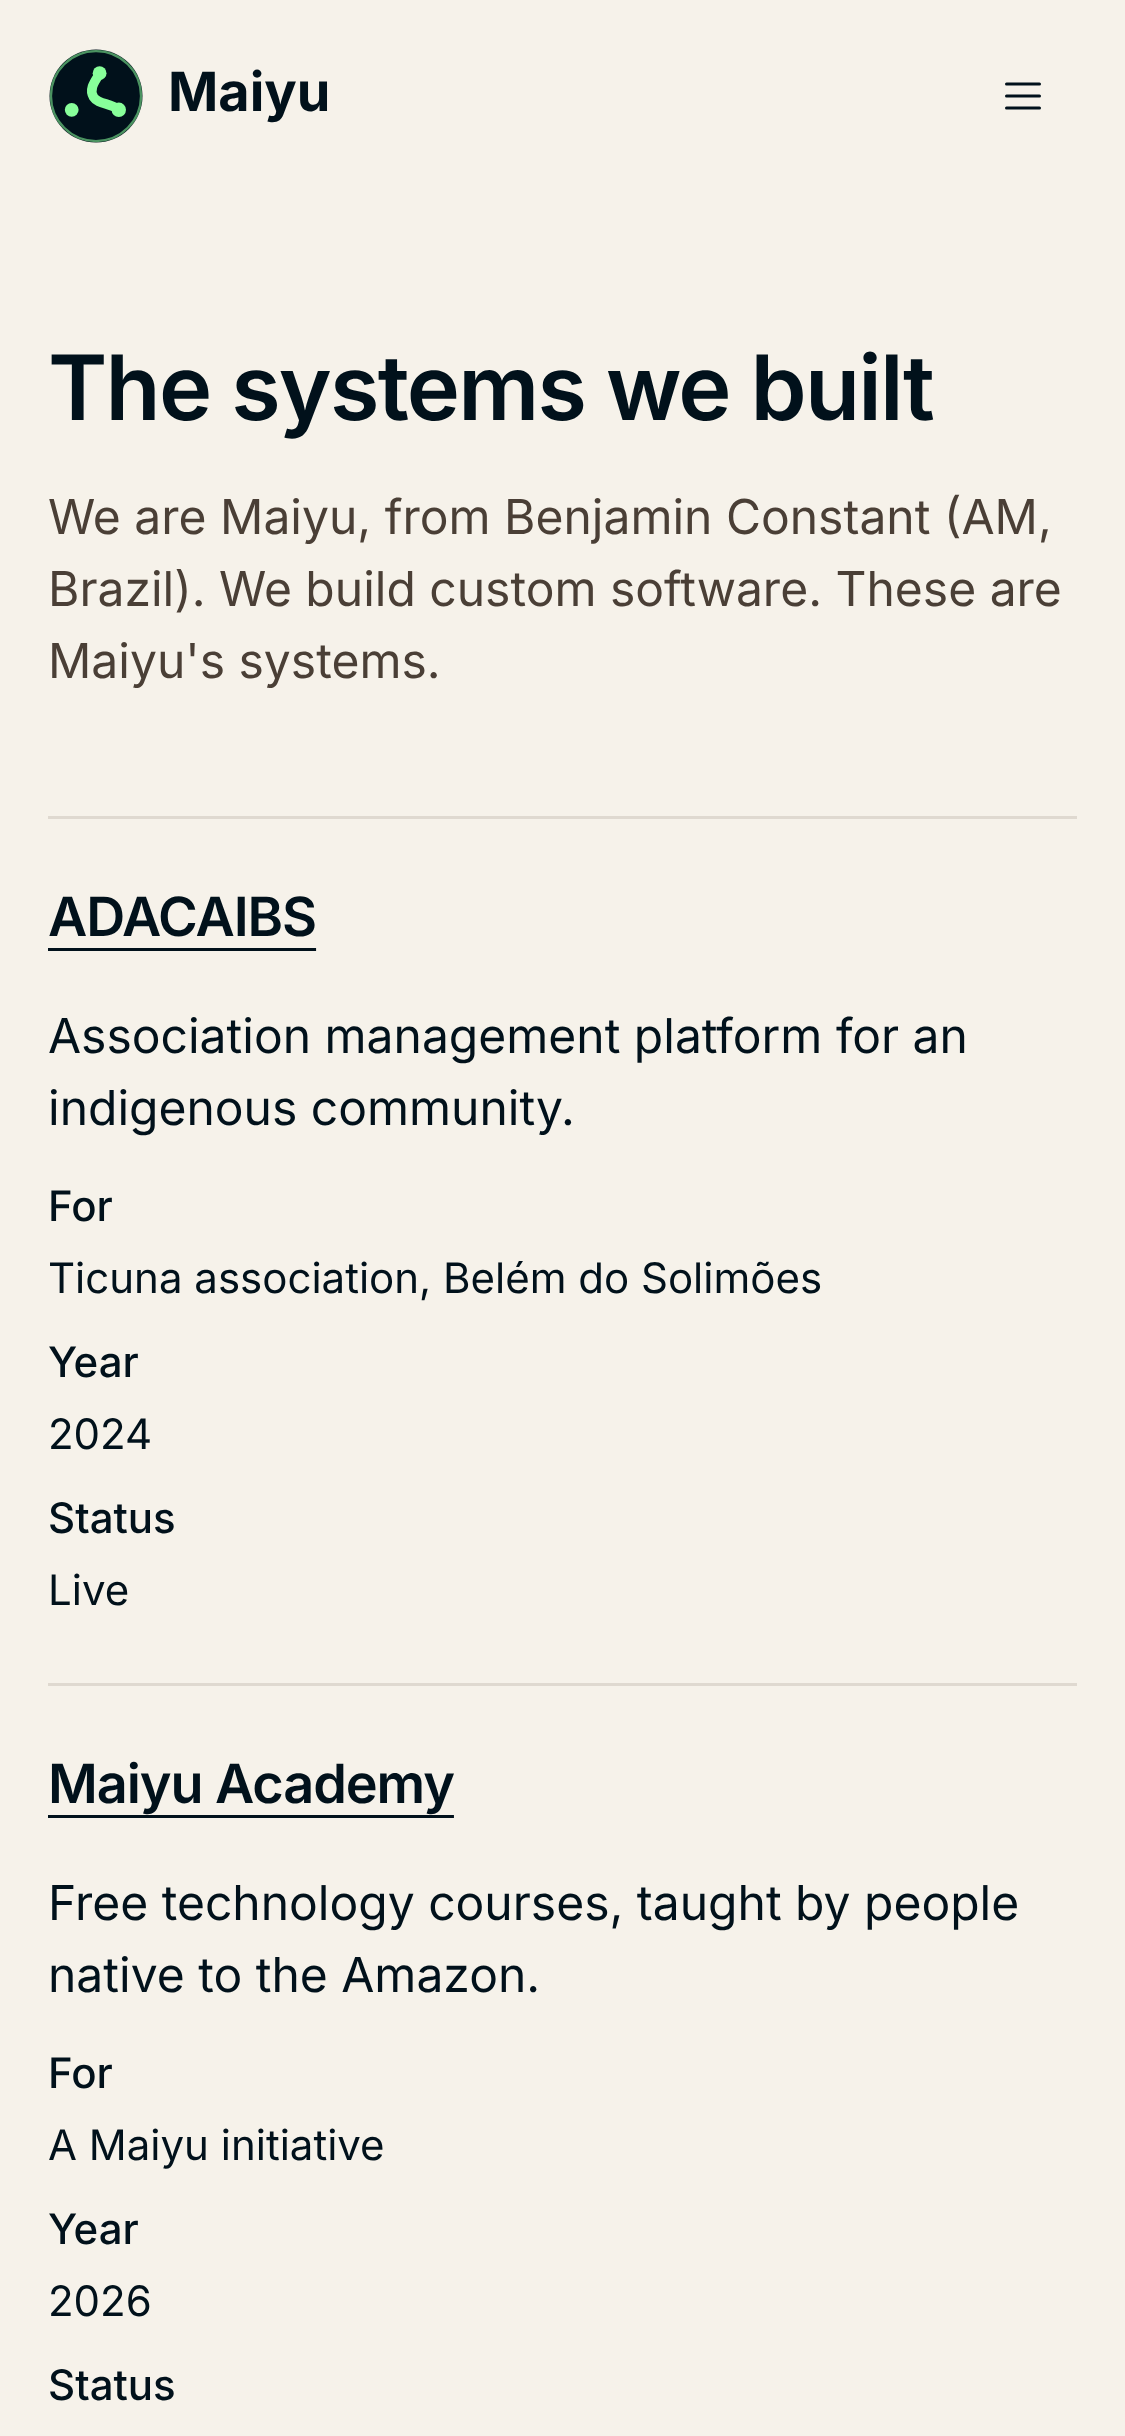 Maiyu
The systems we built
We are Maiyu, from Benjamin Constant (AM,
Brazil). We build custom software. These are
Maiyu's systems.
ADACAIBS
Association management platform for an
indigenous community.
For
Ticuna association, Belém do Solimões
Year
2024
Status
Live
Maiyu Academy
Free technology courses, taught by people
native to the Amazon.
For
A Maiyu initiative
Year
2026
Status